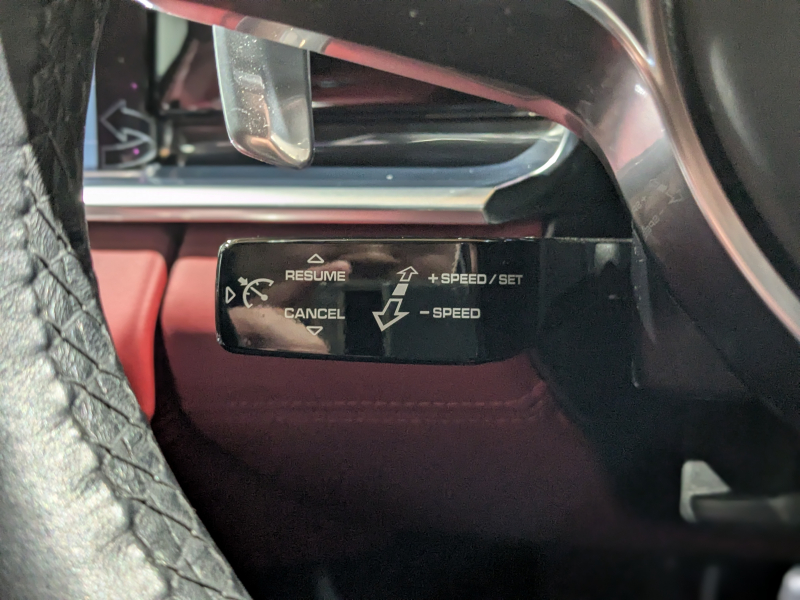 RESUME
+ SPEED / SET
CANCEL
– SPEED